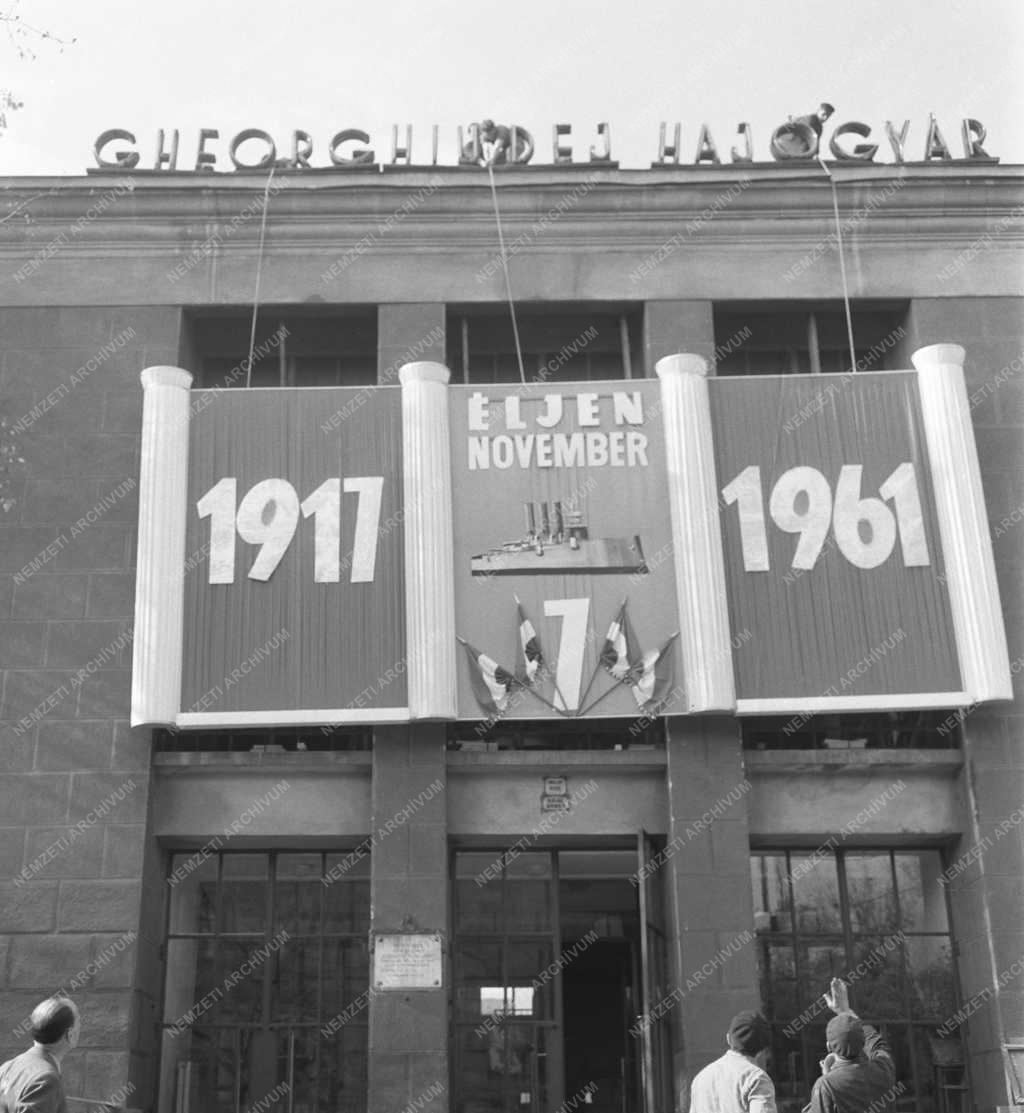 GHEORGHIU DEJ HAJÓGYÁR
1917
ÉLJEN
NOVEMBER
7
1961
NEMZETI ARCHÍVUM